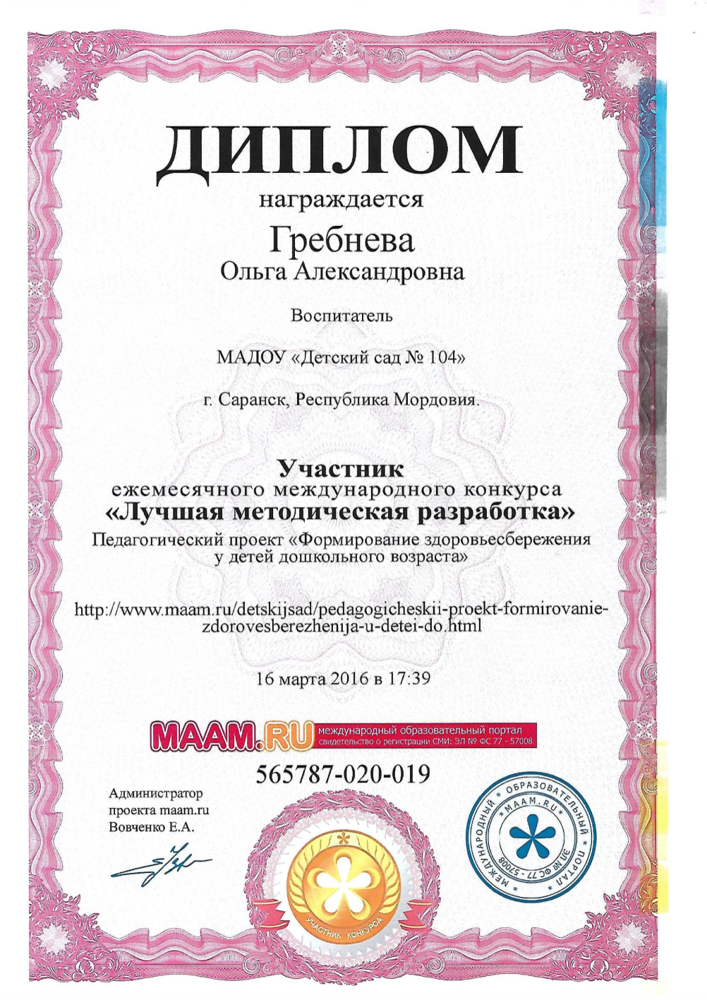 ДИПЛОМ
награждается
Гребнева
Ольга Александровна
Воспитатель
МАДОУ «Детский сад № 104»
г. Саранск, Республика Мордовия.
Участник
ежемесячного международного конкурса
«Лучшая методическая разработка»
Педагогический проект «Формирование здоровьесбережения
у детей дошкольного возраста»
http://www.maam.ru/detskijsad/pedagogicheskii-proekt-formirovanie-
zdorovesberezhenija-u-detei-do.html
16 марта 2016 в 17:39
MAAM.RU
международный образовательный портал
свидетельство о регистрации СМИ: ЭЛ № ФС 77 - 57008
565787-020-019
Администратор
проекта maam.ru
Вовченко Е.А.
УЧАСТНИК КОНКУРСА
* МЕЖДУНАРОДНЫЙ * ОБРАЗОВАТЕЛЬНЫЙ * ПОРТАЛ *
* MAAM.RU *
ЭЛ № ФС 77 - 57008